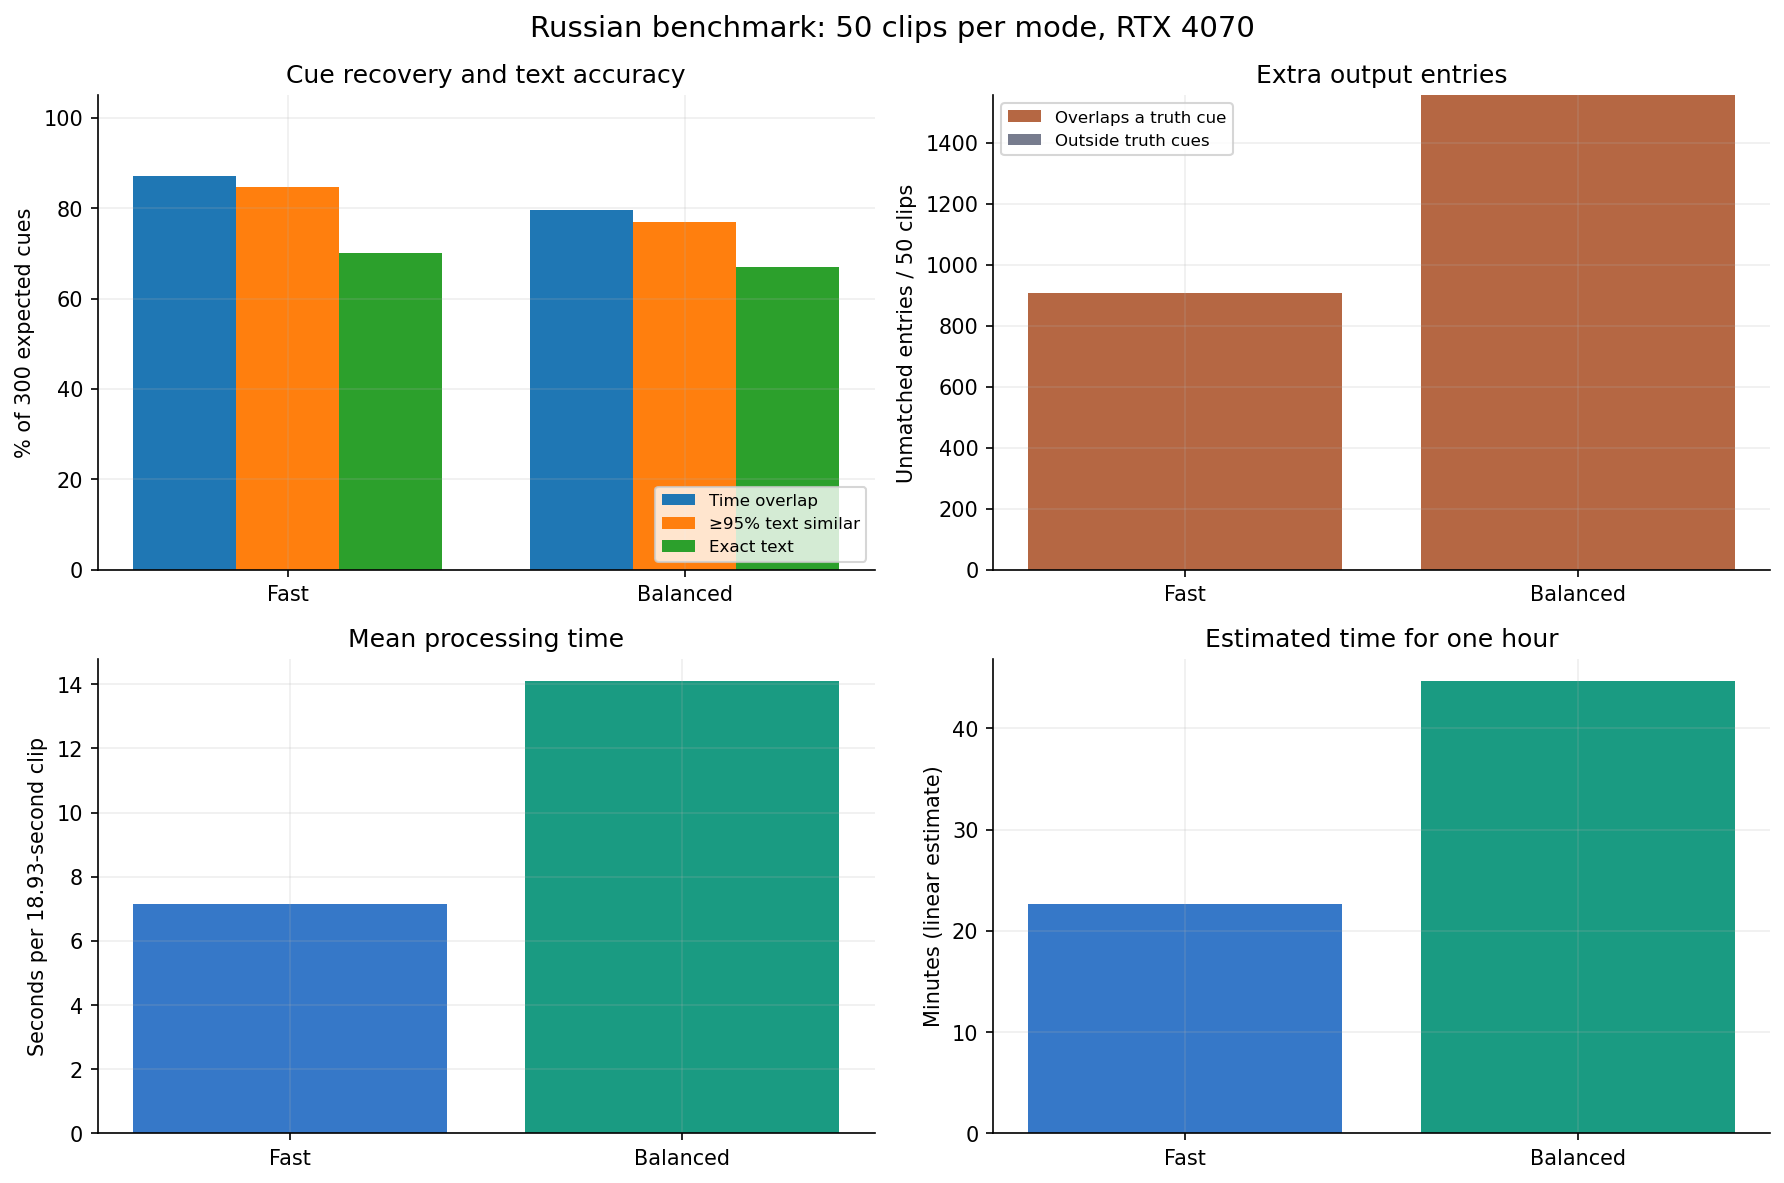 Russian benchmark: 50 clips per mode, RTX 4070
Cue recovery and text accuracy
% of 300 expected cues
100
80
60
40
20
0
Time overlap
≥95% text similar
Exact text
Fast
Balanced
Extra output entries
Unmatched entries / 50 clips
1400
1200
1000
800
600
400
200
0
Overlaps a truth cue
Outside truth cues
Fast
Balanced
Mean processing time
Seconds per 18.93-second clip
14
12
10
8
6
4
2
0
Fast
Balanced
Estimated time for one hour
Minutes (linear estimate)
40
30
20
10
0
Fast
Balanced